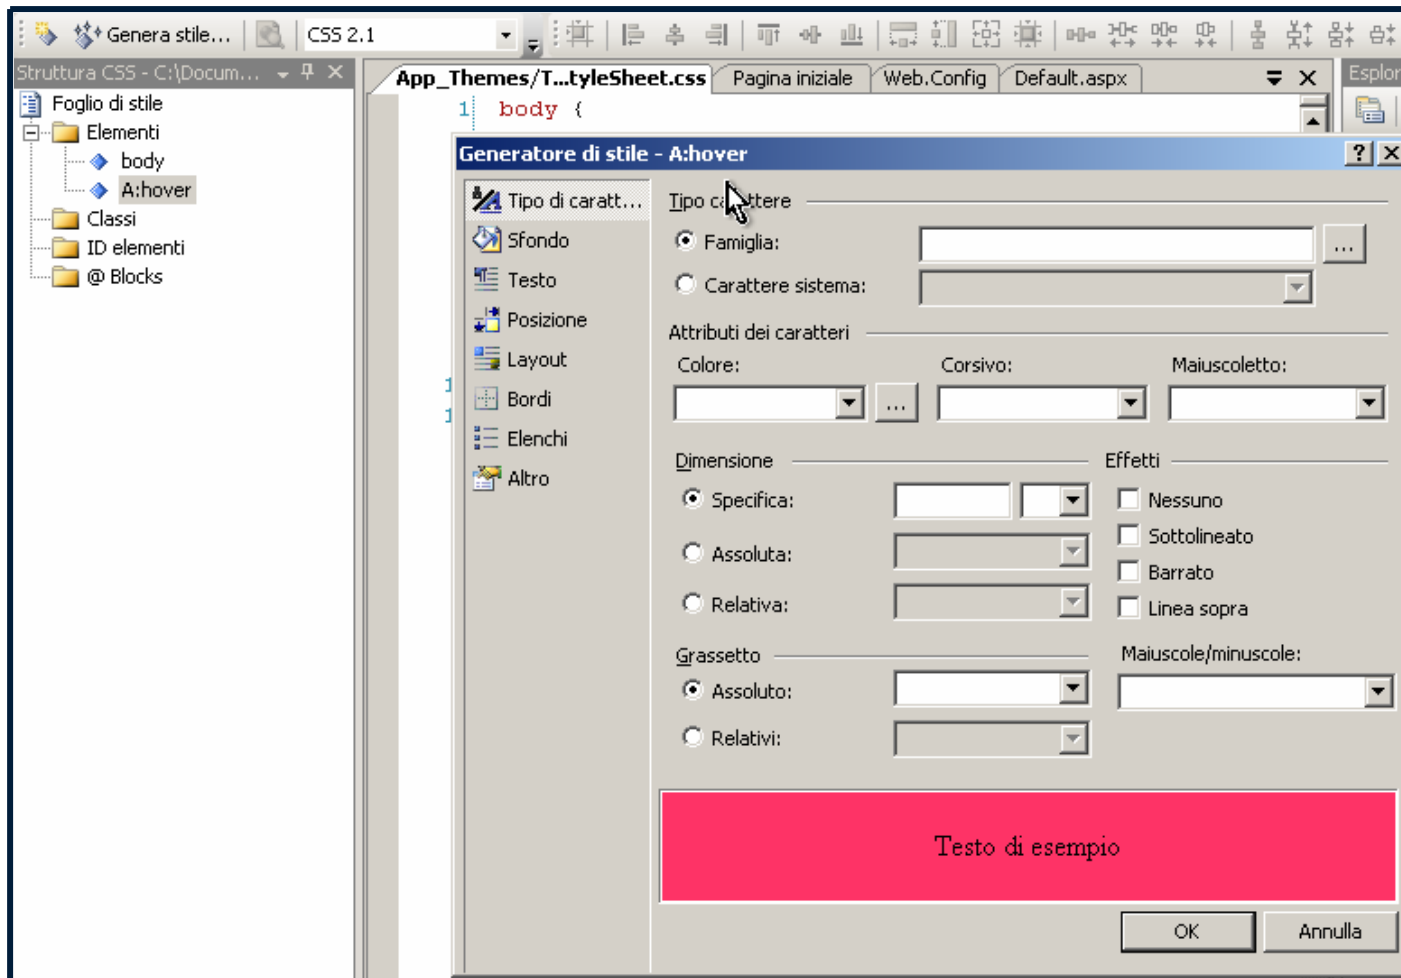 Genera stile... CSS 2.1
Struttura CSS - C:\Docum...
Foglio di stile
Elementi
body
A:hover
Classi
ID elementi
@ Blocks
App_Themes/T...tyleSheet.css Pagina iniziale Web.Config Default.aspx
Esplor
1 body {
1
1
Generatore di stile - A:hover
Tipo di caratt...
Sfondo
Testo
Posizione
Layout
Bordi
Elenchi
Altro
Tipo carattere
Famiglia: ...
Carattere sistema:
Attributi dei caratteri
Colore: Corsivo: Maiuscoletto:
...
Dimensione Effetti
Specifica: Nessuno
Sottolineato
Assoluta:
Barrato
Relativa: Linea sopra
Grassetto Maiuscole/minuscole:
Assoluto:
Relativi:
Testo di esempio
OK Annulla